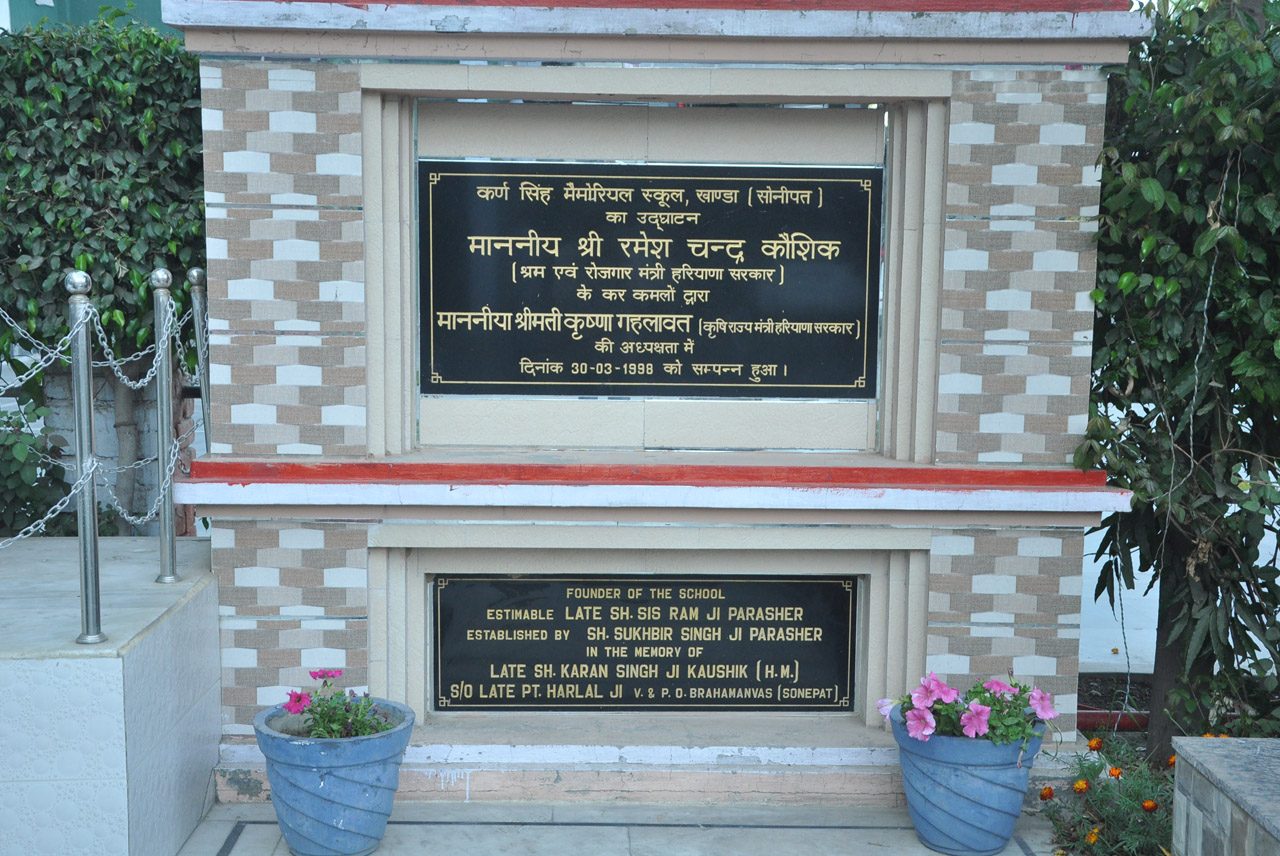 कर्ण सिंह मैमोरियल स्कूल, खाण्डा (सोनीपत)
का उद्घाटन
माननीय श्री रमेश चन्द्र कौशिक
(श्रम एवं रोजगार मंत्री हरियाणा सरकार)
के कर कमलों द्वारा
माननीया श्रीमती कृष्णा गहलावत (कृषि राज्य मंत्री हरियाणा सरकार)
की अध्यक्षता में
दिनांक 30-03-1998 को सम्पन्न हुआ।
FOUNDER OF THE SCHOOL
ESTIMABLE LATE SH. SIS RAM JI PARASHER
ESTABLISHED BY SH. SUKHBIR SINGH JI PARASHER
IN THE MEMORY OF
LATE SH. KARAN SINGH JI KAUSHIK (H.M.)
S/O LATE PT. HARLAL JI V. & P. O. BRAHAMANVAS (SONEPAT)